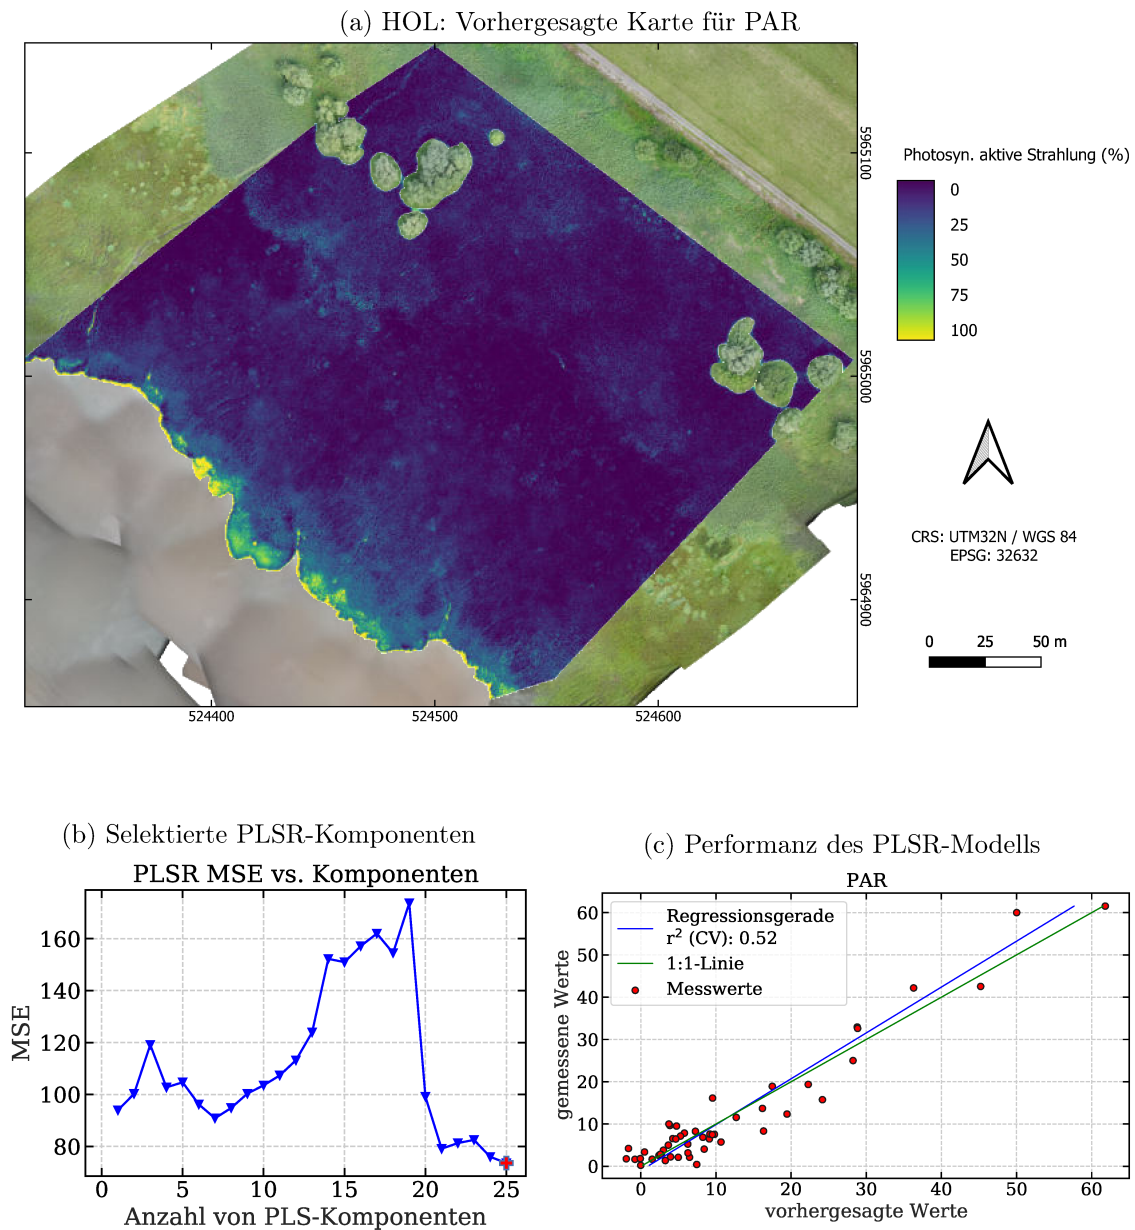 (a) HOL: Vorhergesagte Karte für PAR
Photosyn. aktive Strahlung (%)
0
25
50
75
100
5965100
5965000
5964900
CRS: UTM32N / WGS 84
EPSG: 32632
0 25 50 m
524400 524500 524600
(b) Selektierte PLSR-Komponenten
PLSR MSE vs. Komponenten
MSE
160
140
120
100
80
0 5 10 15 20 25
Anzahl von PLS-Komponenten
(c) Performanz des PLSR-Modells
PAR
Regressionsgerade
r² (CV): 0.52
1:1-Linie
Messwerte
gemessene Werte
60
50
40
30
20
10
0
0 10 20 30 40 50 60
vorhergesagte Werte